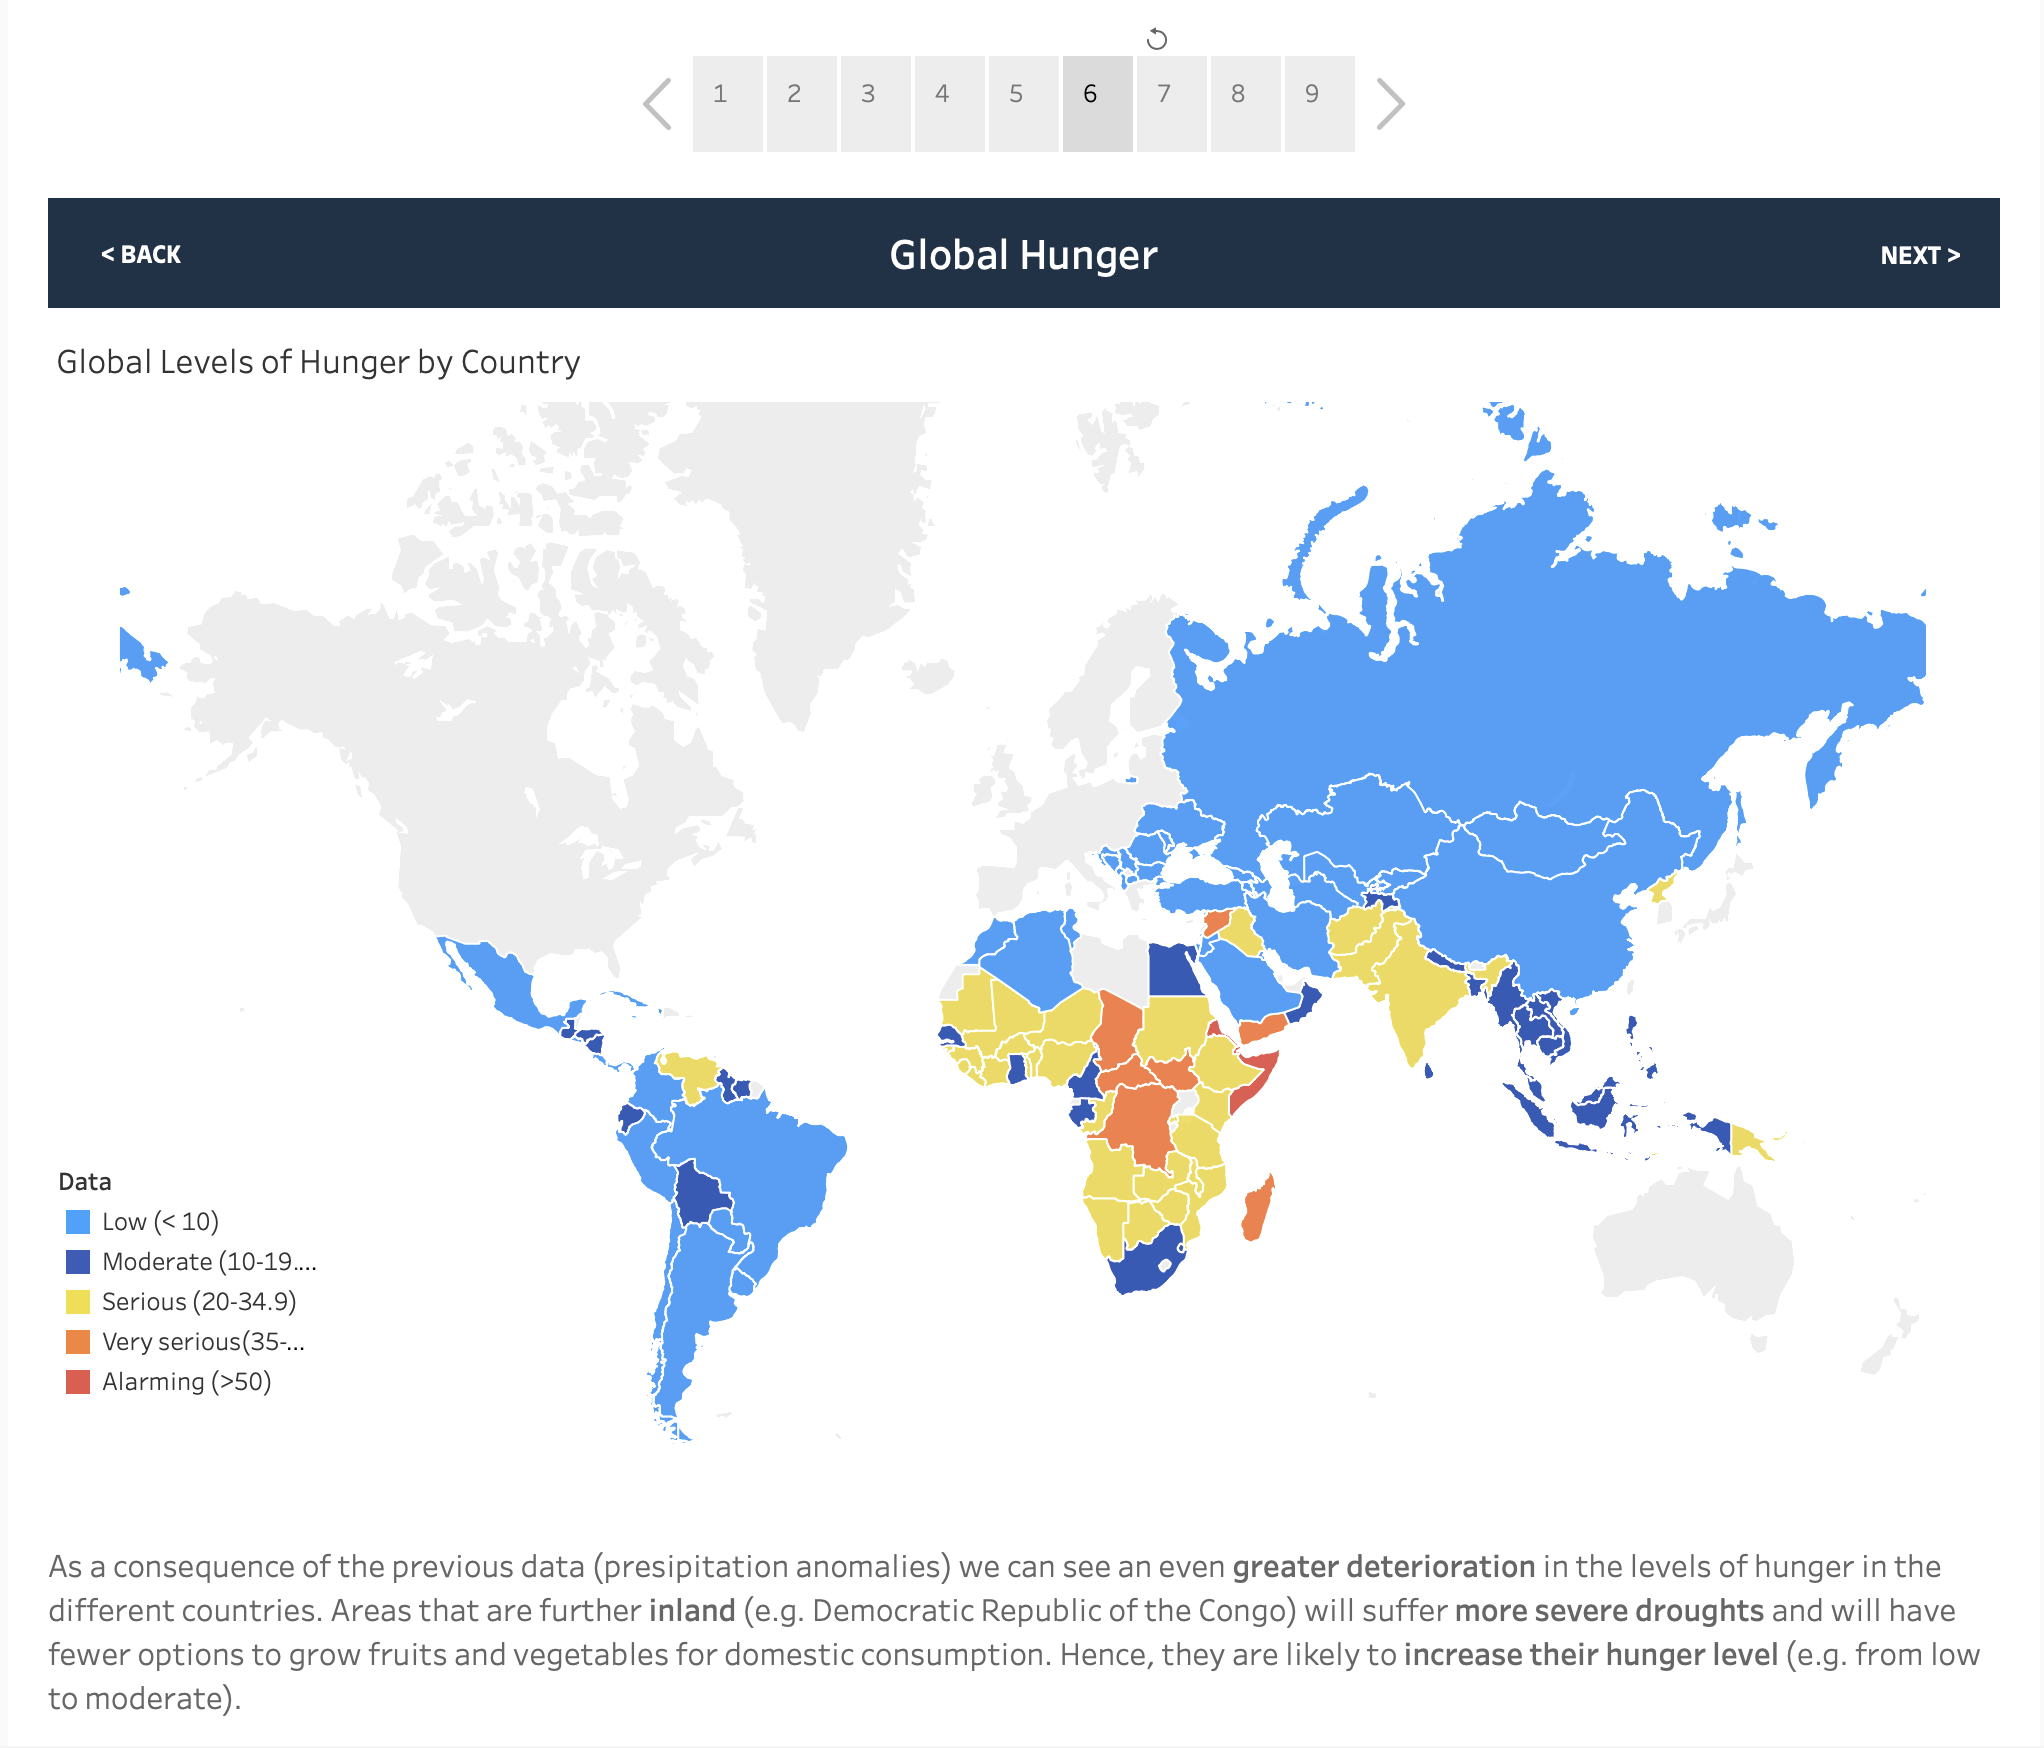 1 2 3 4 5 6 7 8 9
< BACK
Global Hunger
NEXT >
Global Levels of Hunger by Country
Data
Low (< 10)
Moderate (10-19....
Serious (20-34.9)
Very serious(35-...
Alarming (>50)
As a consequence of the previous data (presipitation anomalies) we can see an even greater deterioration in the levels of hunger in the
different countries. Areas that are further inland (e.g. Democratic Republic of the Congo) will suffer more severe droughts and will have
fewer options to grow fruits and vegetables for domestic consumption. Hence, they are likely to increase their hunger level (e.g. from low
to moderate).